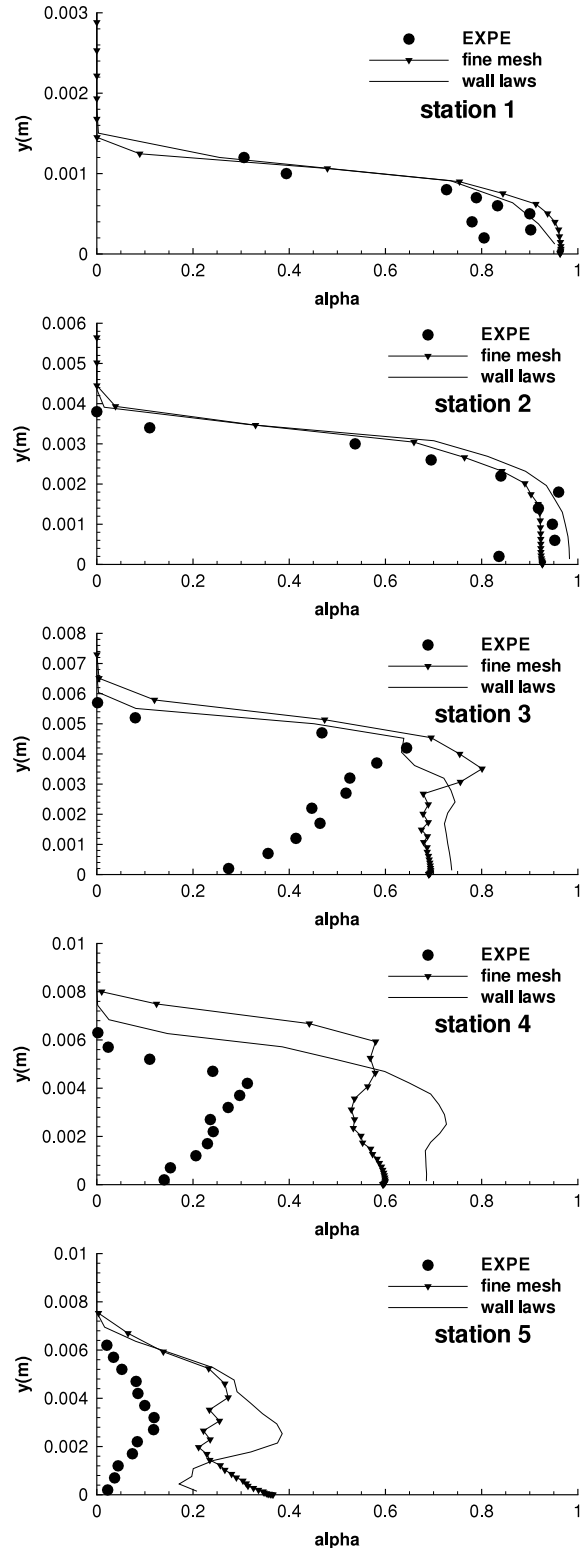 0.003
EXPE
fine mesh
wall laws
station 1
0.002
y(m)
0.001
0
0 0.2 0.4 0.6 0.8 1
alpha
0.006
EXPE
fine mesh
wall laws
station 2
0.005
0.004
y(m)
0.003
0.002
0.001
0
0 0.2 0.4 0.6 0.8 1
alpha
0.008
EXPE
fine mesh
wall laws
station 3
0.007
0.006
0.005
y(m)
0.004
0.003
0.002
0.001
0
0 0.2 0.4 0.6 0.8 1
alpha
0.01
EXPE
fine mesh
wall laws
station 4
0.008
0.006
y(m)
0.004
0.002
0
0 0.2 0.4 0.6 0.8 1
alpha
0.01
EXPE
fine mesh
wall laws
station 5
0.008
0.006
y(m)
0.004
0.002
0
0 0.2 0.4 0.6 0.8 1
alpha